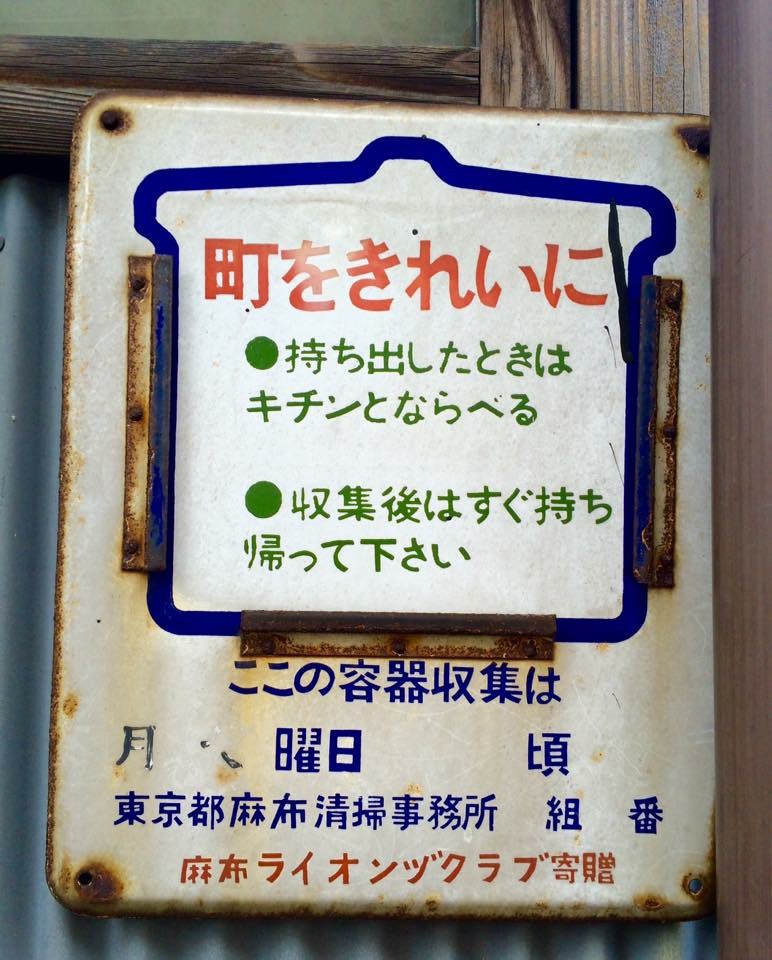 町をきれいに
●持ち出したときは
キチンとならべる
●収集後はすぐ持ち
帰って下さい
ここの容器収集は
月 曜日 頃
東京都麻布清掃事務所 組 番
麻布ライオンヅクラブ寄贈